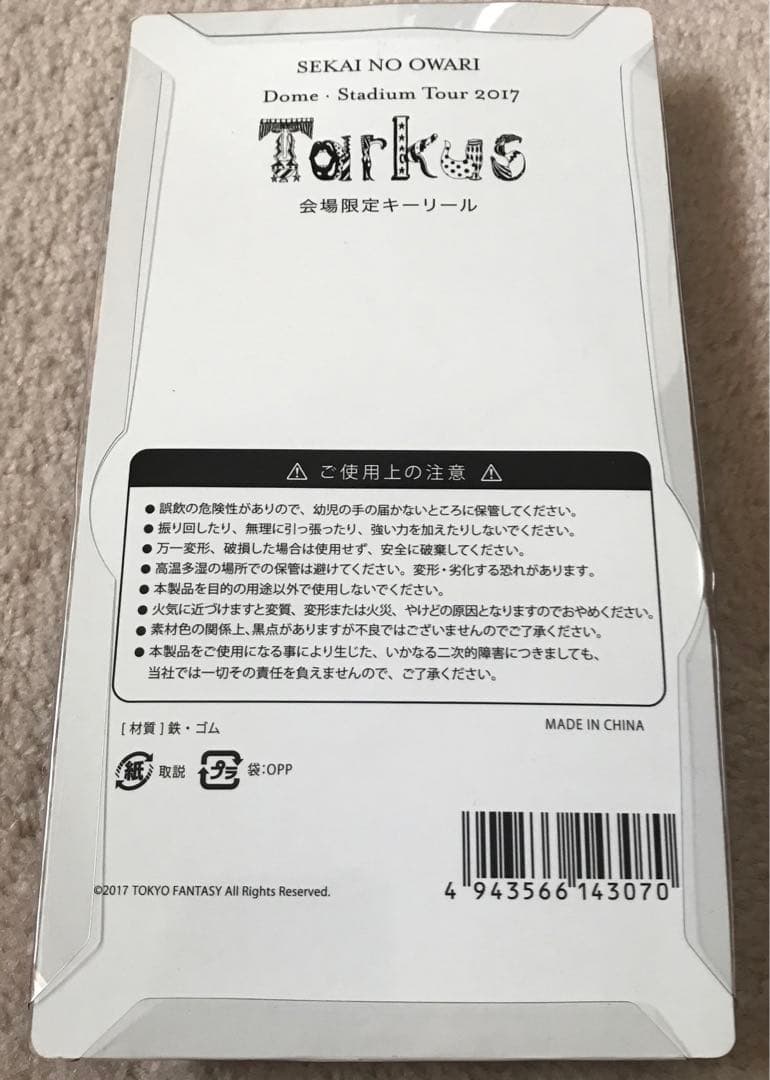 SEKAI NO OWARI
Dome · Stadium Tour 2017
Tarkus
会場限定キーリール
⚠ ご使用上の注意 ⚠
● 誤飲の危険性がありので、幼児の手の届かないところに保管してください。
● 振り回したり、無理に引っ張ったり、強い力を加えたりしないでください。
● 万一変形、破損した場合は使用せず、安全に破棄してください。
● 高温多湿の場所での保管は避けてください。変形・劣化する恐れがあります。
● 本製品を目的の用途以外で使用しないでください。
● 火気に近づけますと変質、変形または火災、やけどの原因となりますのでおやめください。
● 素材色の関係上、黒点がありますが不良ではございませんのでご了承ください。
● 本製品をご使用になる事により生じた、いかなる二次的障害につきましても、
当社では一切その責任を負えませんので、ご了承ください。
[ 材質 ] 鉄・ゴム
MADE IN CHINA
紙 取説 プラ 袋:OPP
©2017 TOKYO FANTASY All Rights Reserved.
4 943566 143070